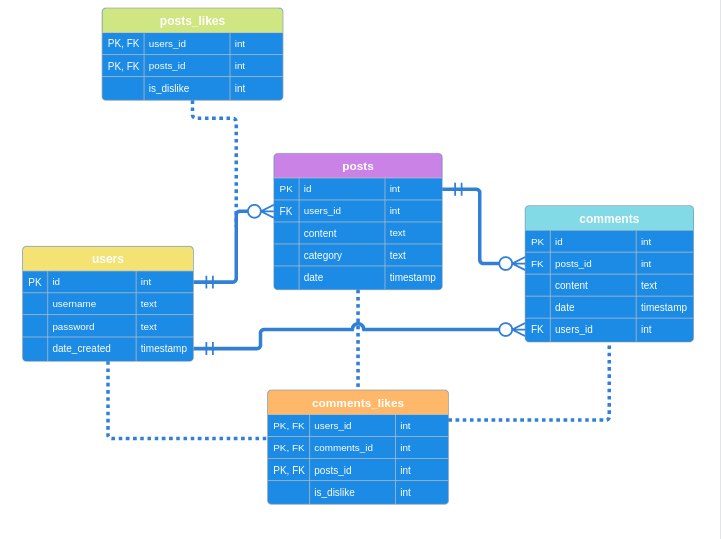 posts_likes
PK, FK users_id int
PK, FK posts_id int
is_dislike int
posts
PK id int
FK users_id int
content text
category text
date timestamp
comments
PK id int
FK posts_id int
content text
date timestamp
FK users_id int
users
PK id int
username text
password text
date_created timestamp
comments_likes
PK, FK users_id int
PK, FK comments_id int
PK, FK posts_id int
is_dislike int